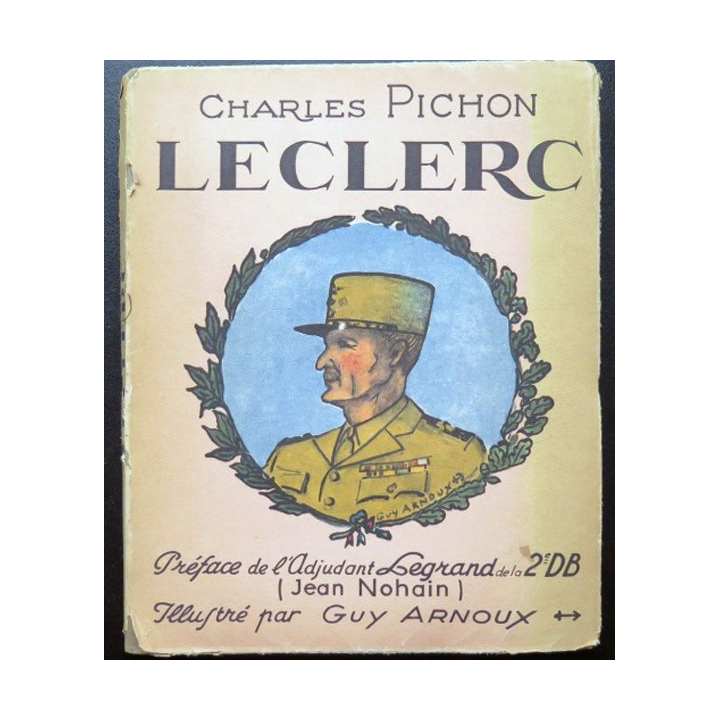 CHARLES PICHON
LECLERC
GUY ARNOUX
Préface de l'Adjudant Legrand de la 2e DB
(Jean Nohain)
Illustré par GUY ARNOUX